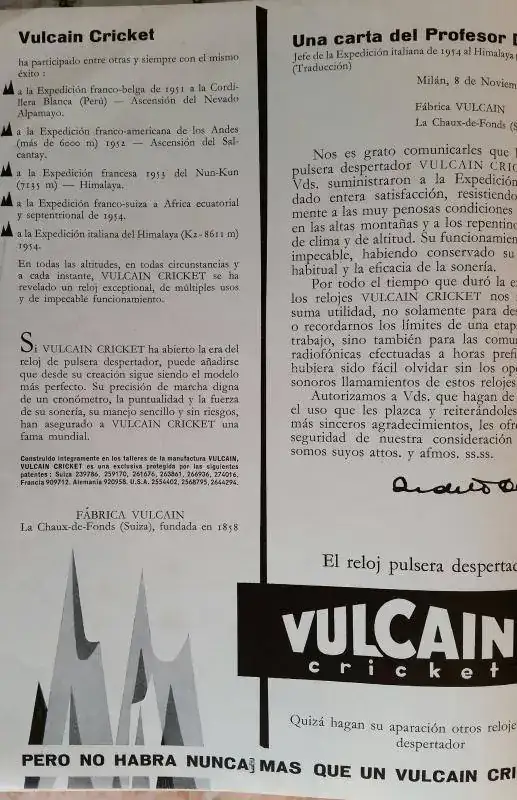 Vulcain Cricket
ha participado entre otras y siempre con el mismo
éxito :
a la Expedición franco-belga de 1951 a la Cordi-
llera Blanca (Perú) — Ascensión del Nevado
Alpamayo.
a la Expedición franco-americana de los Andes
(más de 6000 m) 1952 — Ascensión del Sal-
cantay.
a la Expedición francesa 1953 del Nun-Kun
(7135 m) — Himalaya.
a la Expedición franco-suiza a Africa ecuatorial
y septentrional de 1954.
a la Expedición italiana del Himalaya (K2-8611 m)
1954.
En todas las altitudes, en todas circunstancias y
a cada instante, VULCAIN CRICKET se ha
revelado un reloj exceptional, de múltiples usos
y de impecable funcionamiento.
Si VULCAIN CRICKET ha abierto la era del
reloj de pulsera despertador, puede añadirse
que desde su creación sigue siendo el modelo
más perfecto. Su precisión de marcha digna
de un cronómetro, la puntualidad y la fuerza
de su sonería, su manejo sencillo y sin riesgos,
han asegurado a VULCAIN CRICKET una
fama mundial.
Construido integramente en los talleres de la manufactura VULCAIN,
VULCAIN CRICKET es una exclusiva protegida por las siguientes
patentes : Suiza 239786, 259170, 261676, 263861, 266936, 274016,
Francia 909712. Alemania 920958. U.S.A. 2554402, 2568795, 2644294.
FÁBRICA VULCAIN
La Chaux-de-Fonds (Suiza), fundada en 1858
Una carta del Profesor
Jefe de la Expedición italiana de 1954 al Himalaya
(Traducción)
Milán, 8 de Noviem
Fábrica VULCAIN
La Chaux-de-Fonds (S
Nos es grato comunicarles que
pulsera despertador VULCAIN CRIC
Vds. suministraron a la Expedición
dado entera satisfacción, resistiendo
mente a las muy penosas condiciones
en las altas montañas y a los repentino
de clima y de altitud. Su funcionamien
impecable, habiendo conservado su
habitual y la eficacia de la sonería.
Por todo el tiempo que duró la e
los relojes VULCAIN CRICKET nos
suma utilidad, no solamente para de
o recordarnos los límites de una etap
trabajo, sino también para las comu
radiofónicas efectuadas a horas prefi
hubiera sido fácil olvidar sin los op
sonoros llamamientos de estos relojes
Autorizamos a Vds. que hagan de
el uso que les plazca y reiterándoles
más sinceros agradecimientos, les ofre
seguridad de nuestra consideración
somos suyos attos. y afmos. ss.ss.
El reloj pulsera desperta
VULCAIN
cricket
Quizá hagan su aparación otros reloje
despertador
PERO NO HABRA NUNCA MAS QUE UN VULCAIN CRI